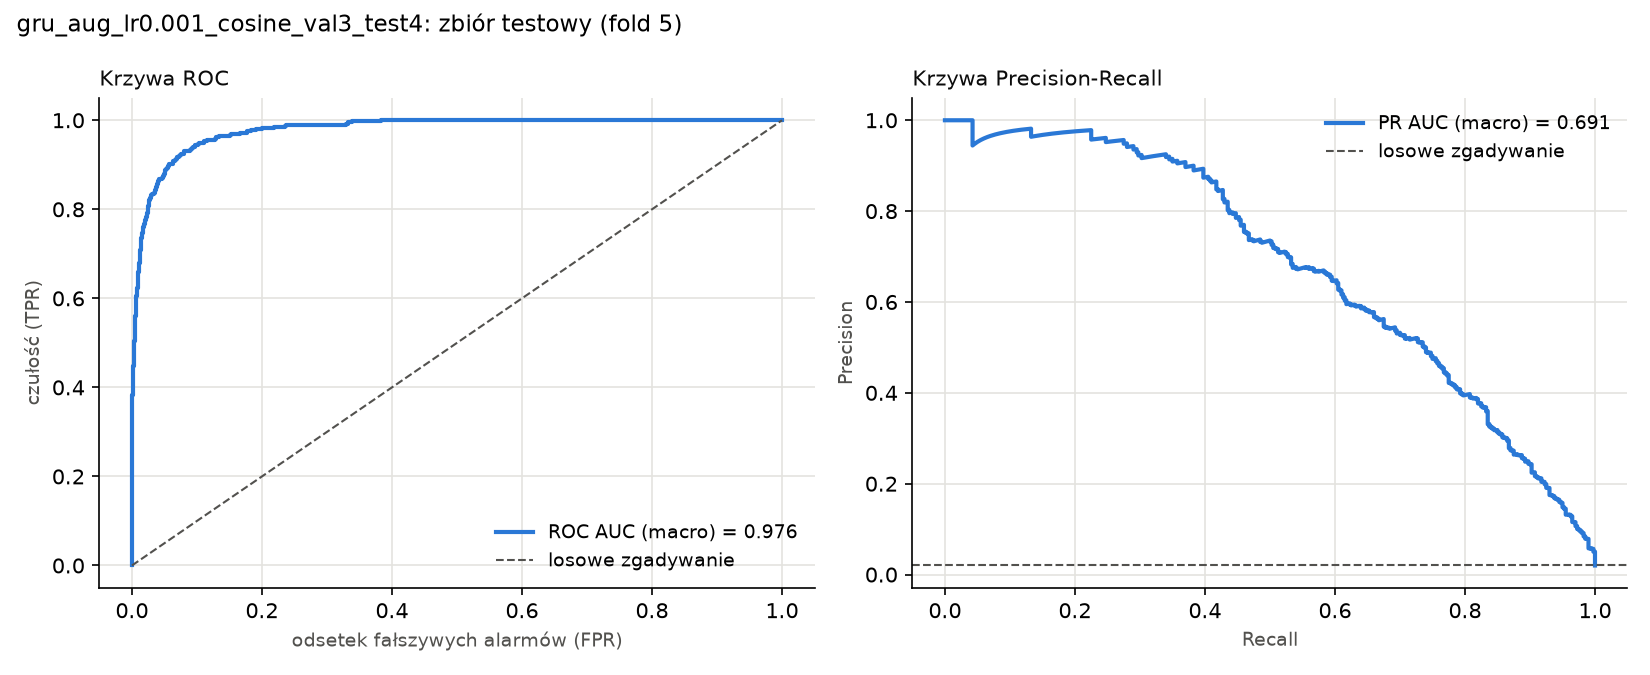 gru_aug_lr0.001_cosine_val3_test4: zbiór testowy (fold 5)
Krzywa ROC
1.0
0.8
0.6
0.4
0.2
0.0
czułość (TPR)
ROC AUC (macro) = 0.976
losowe zgadywanie
0.0 0.2 0.4 0.6 0.8 1.0
odsetek fałszywych alarmów (FPR)
Krzywa Precision-Recall
1.0
0.8
0.6
0.4
0.2
0.0
Precision
PR AUC (macro) = 0.691
losowe zgadywanie
0.0 0.2 0.4 0.6 0.8 1.0
Recall